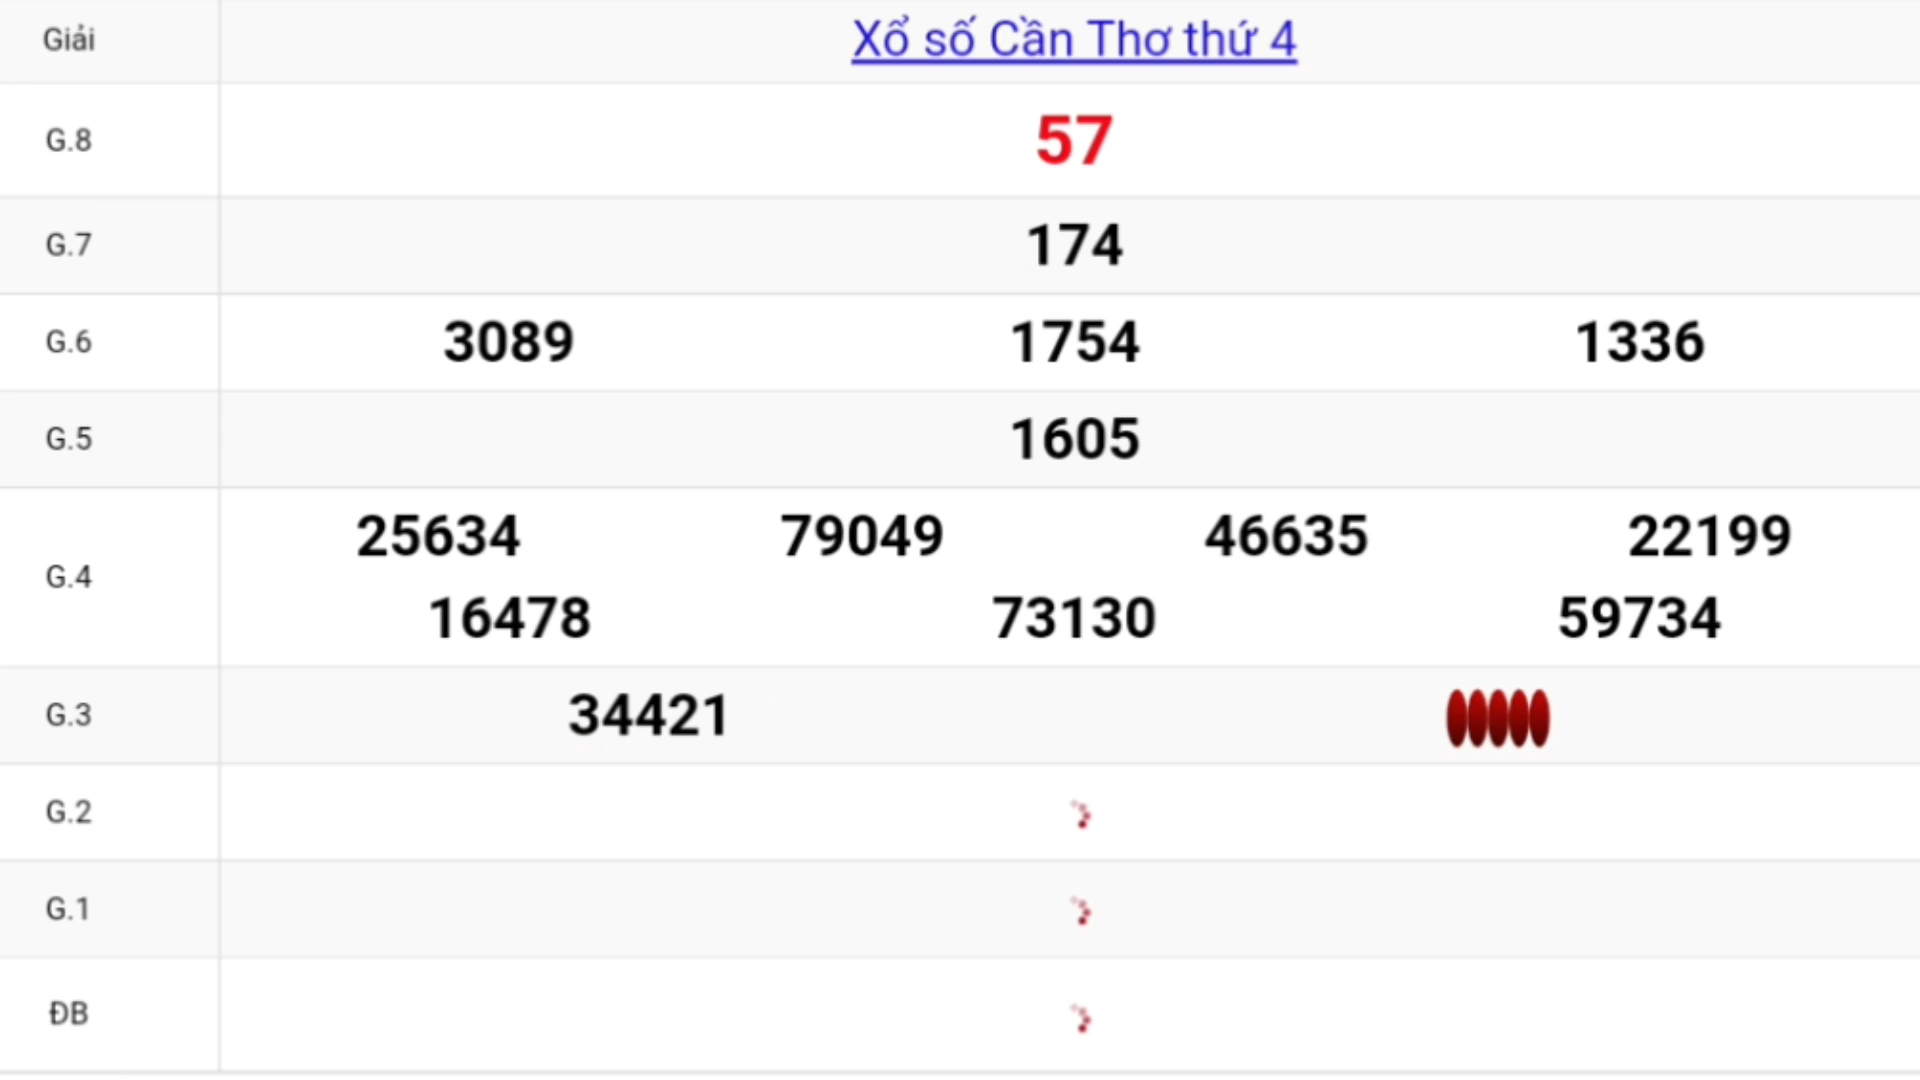 Giải Xổ số Cần Thơ thứ 4
G.8 57
G.7 174
G.6 3089 1754 1336
G.5 1605
G.4 25634 79049 46635 22199
16478 73130 59734
G.3 34421
G.2
G.1
ĐB